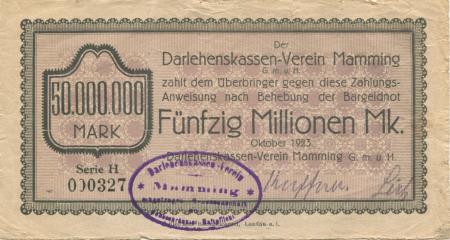 Der
Darlehenskassen-Verein Mamming
G. m. u. H.
zahlt dem Überbringer gegen diese Zahlungs-
Anweisung nach Behebung der Bargeldnot
50.000.000
MARK
Fünfzig Millionen Mk.
Oktober 1923.
Darlehenskassen-Verein Mamming G. m. u. H.
Serie H
000327
Darlehenskassen-Verein
Mamming
Landau a. I.